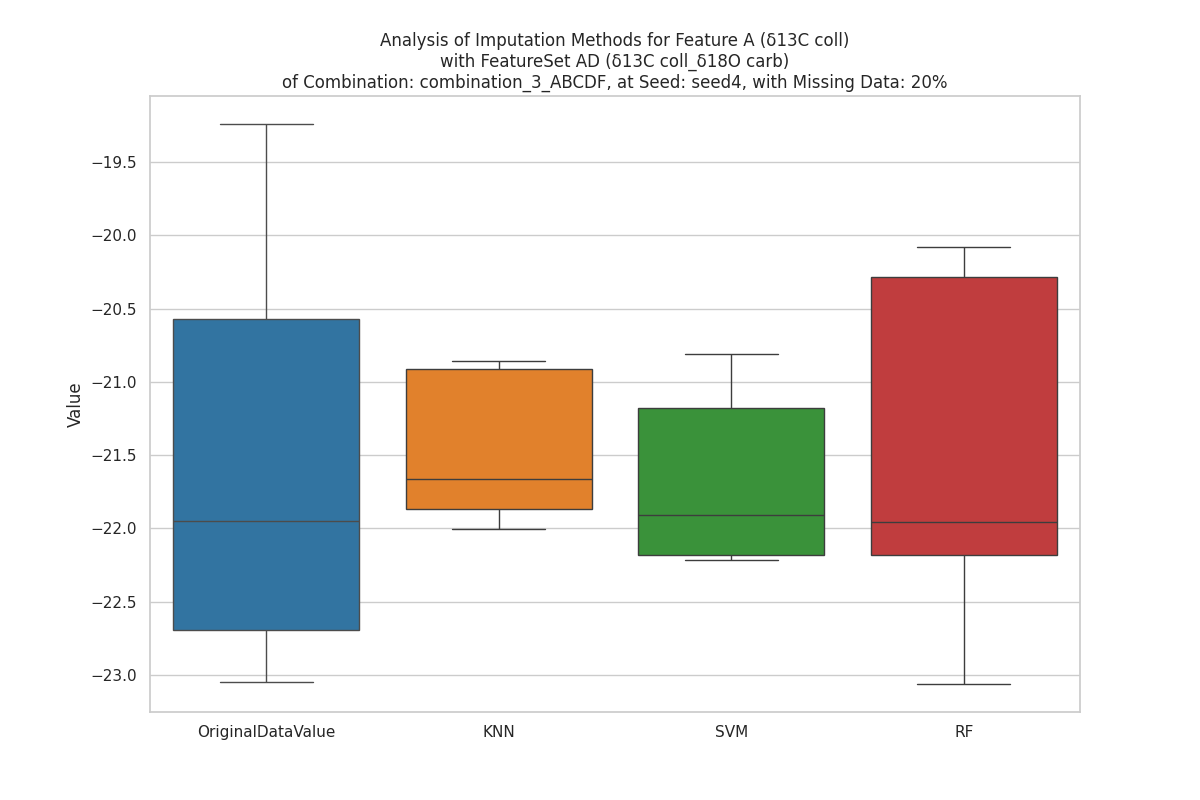 Analysis of Imputation Methods for Feature A (δ13C coll)
with FeatureSet AD (δ13C coll_δ18O carb)
of Combination: combination_3_ABCDF, at Seed: seed4, with Missing Data: 20%
−19.5
−20.0
−20.5
−21.0
−21.5
−22.0
−22.5
−23.0
Value
OriginalDataValue
KNN
SVM
RF